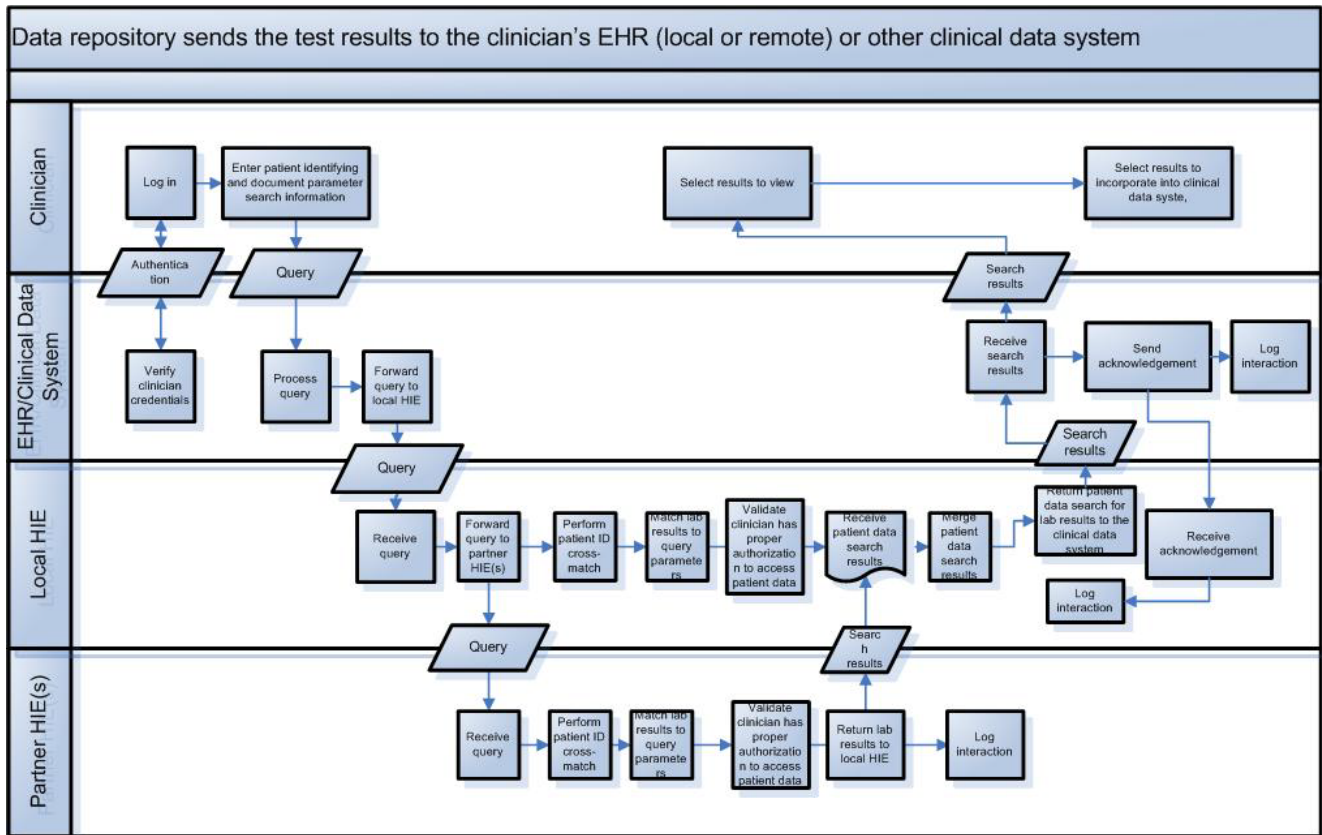 Data repository sends the test results to the clinician's EHR (local or remote) or other clinical data system
Clinician
Log in
Enter patient identifying
and document parameter
search information
Select results to view
Select results to
incorporate into clinical
data syste,
Authentica
tion
Query
Search
results
EHR/Clinical Data
System
Verify
clinician
credentials
Process
query
Forward
query to
local HIE
Receive
search
results
Send
acknowledgement
Log
interaction
Query
Search
results
Local HIE
Receive
query
Forward
query to
partner
HIE(s)
Perform
patient ID
cross-
match
Match lab
results to
query
paramete
rs
Validate
clinician has
proper
authorizatio
n to access
patient data
Receive
patient data
search
results
Merge
patient data
search results
Return patient
data search for
lab results to the
clinical data
system
Receive
acknowledgement
Log
interaction
Query
Searc
h
results
Partner HIE(s)
Receive
query
Perform
patient ID
cross-
match
Match lab
results to
query
paramete
rs
Validate
clinician has
proper
authorizatio
n to access
patient data
Return lab
results to
local HIE
Log
interaction